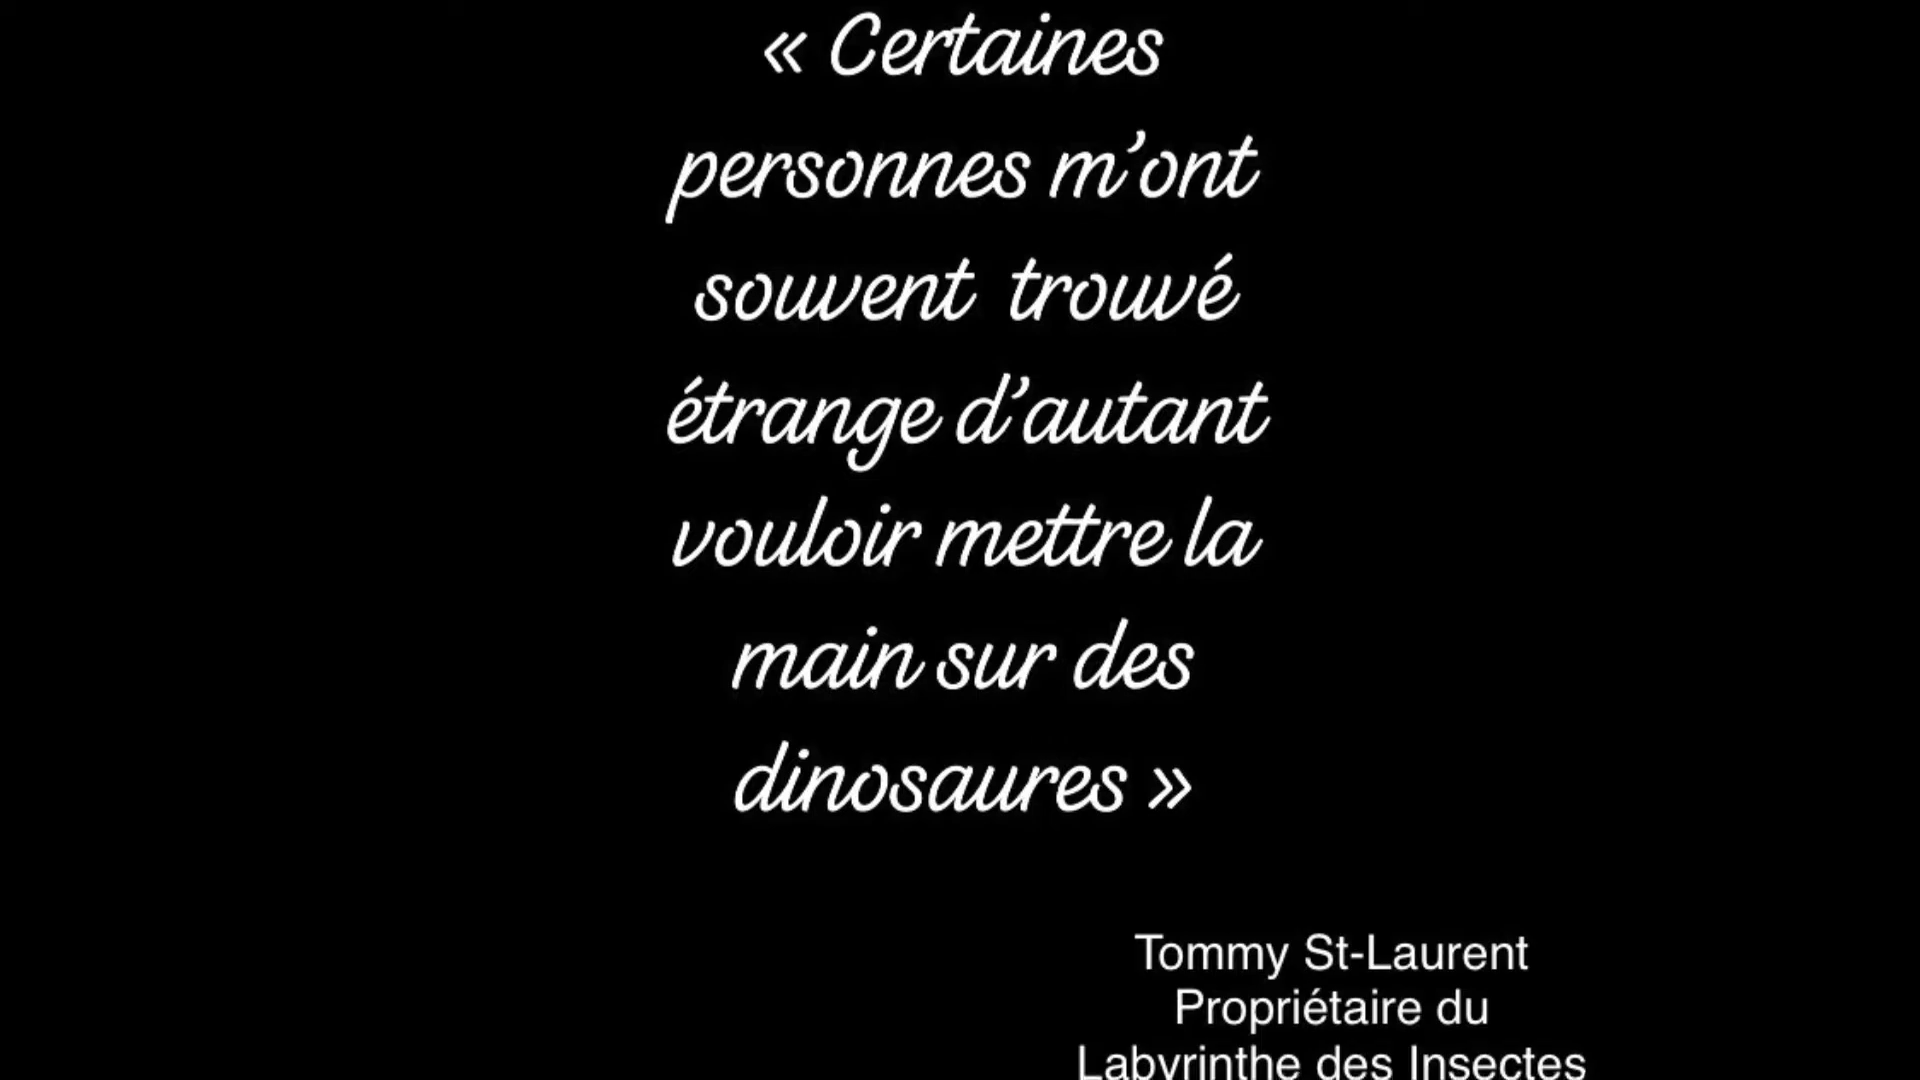 « Certaines
personnes m’ont
souvent  trouvé
étrange d’autant
vouloir mettre la
main sur des
dinosaures »
Tommy St-Laurent
Propriétaire du
Labyrinthe des Insectes